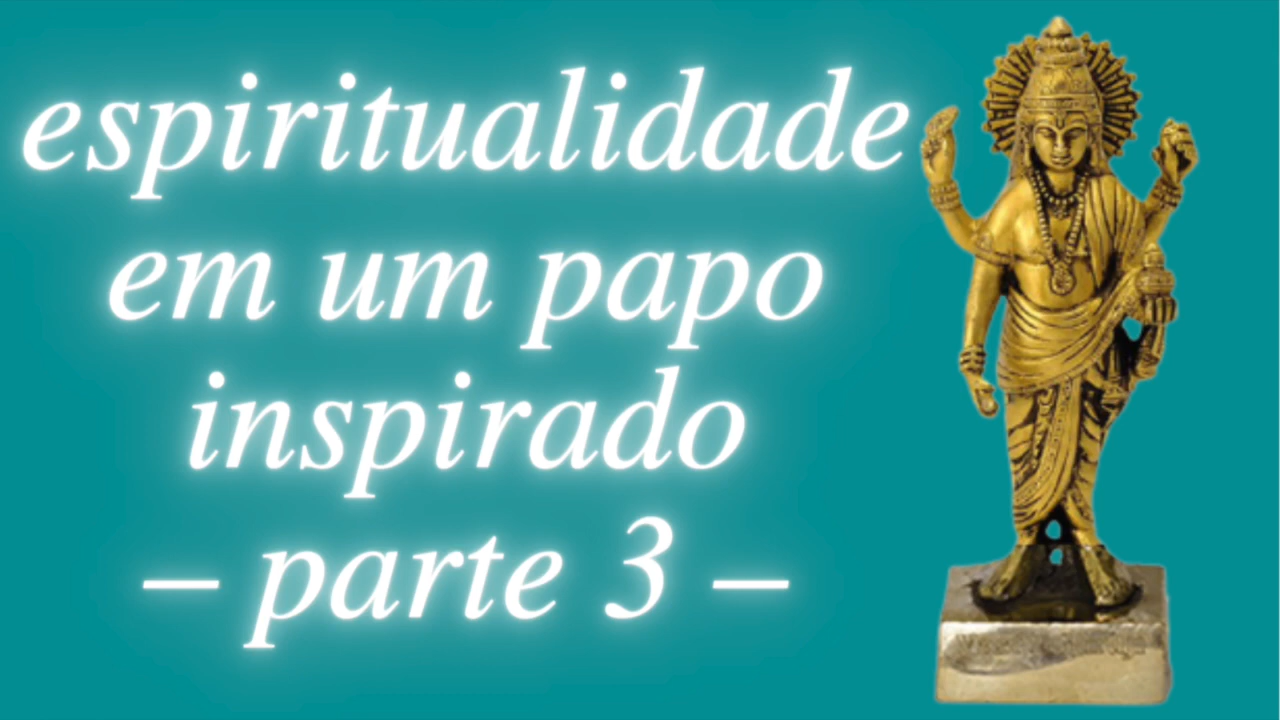 espiritualidade
em um papo
inspirado
– parte 3 –